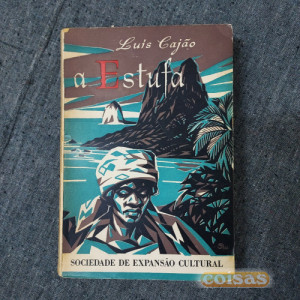 Luís Cajão
a Estufa
SOCIEDADE DE EXPANSÃO CULTURAL
coisas